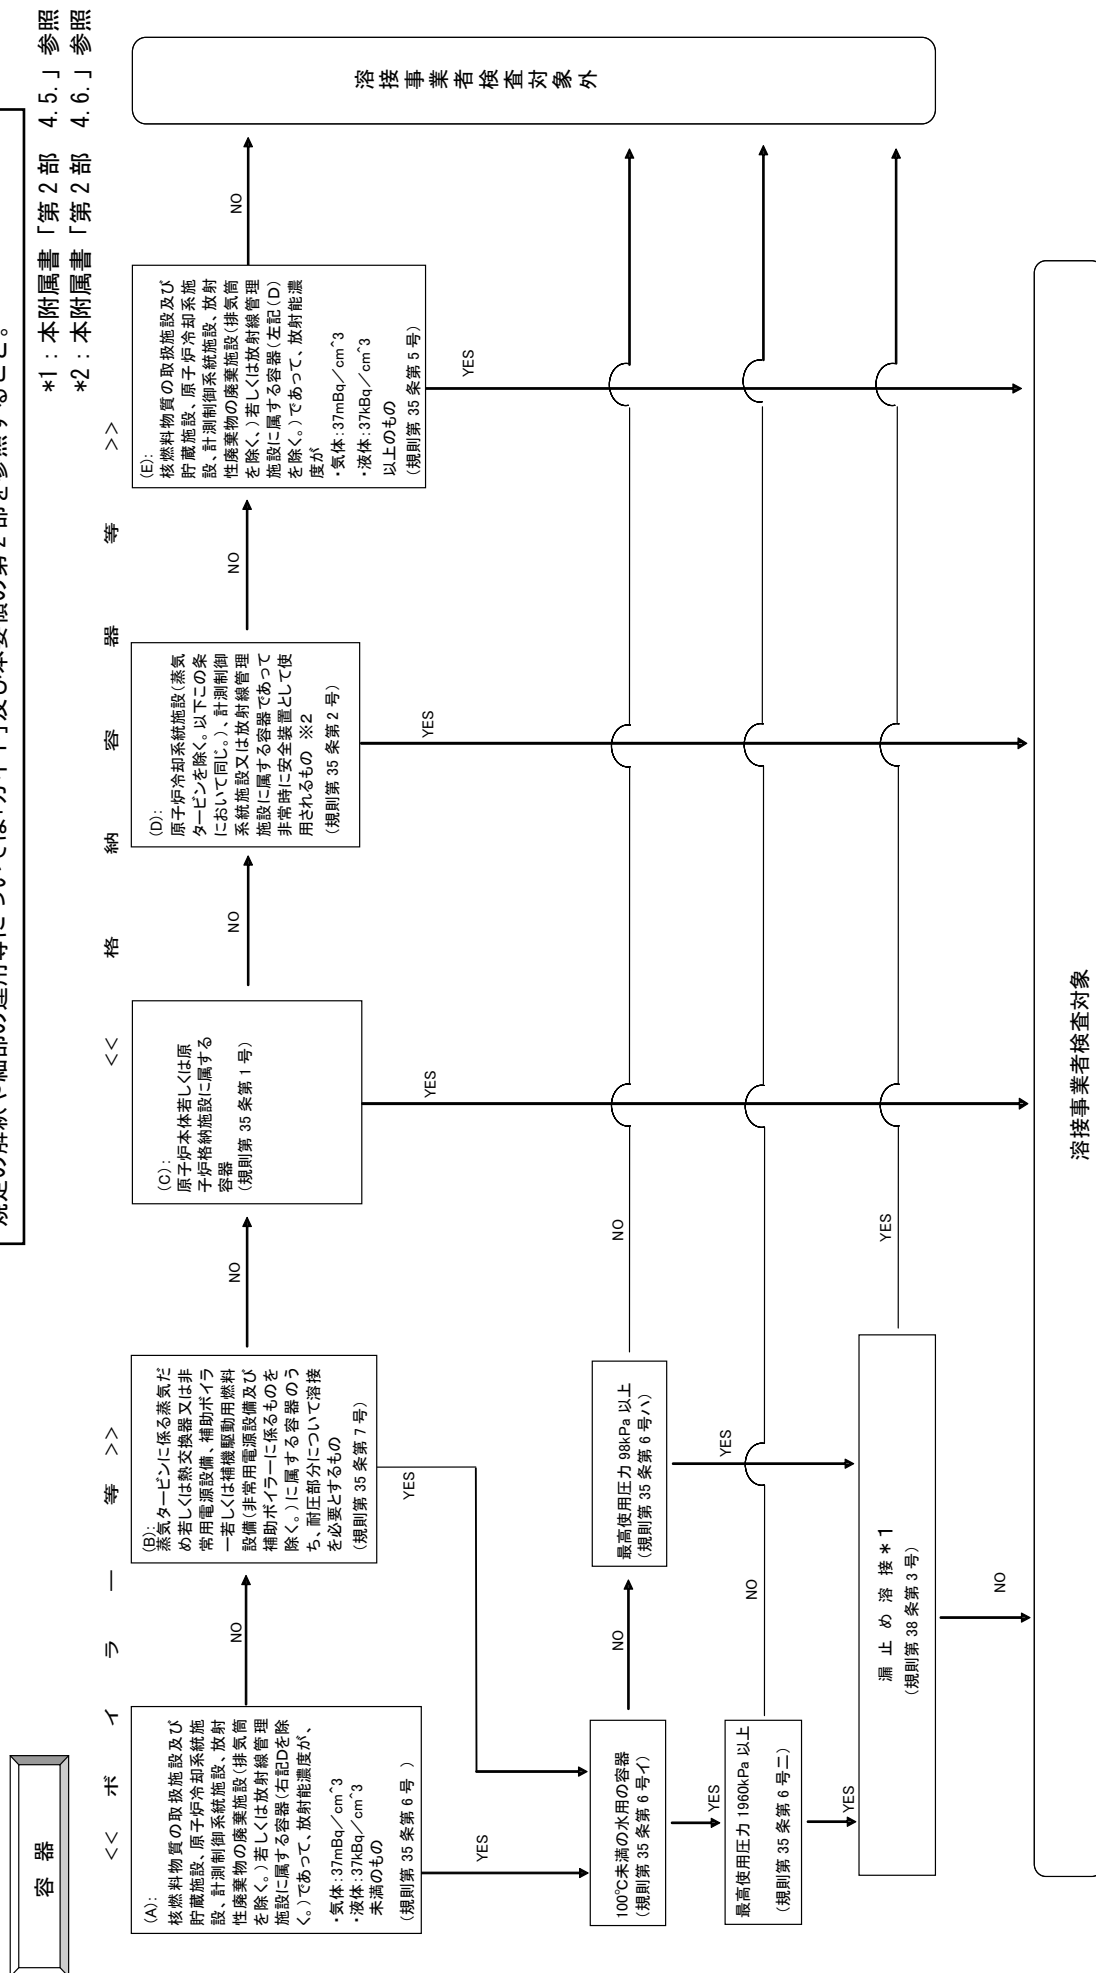 規定の解釈や細部の運用等については「ガイド」及び本要領の第２部を参照すること。
*1：本附属書「第２部　4.5.」参照
*2：本附属書「第２部　4.6.」参照
容 器
<< ボ イ ラ ー 等 >>
<< 格 納 容 器 等 >>
(A):
核燃料物質の取扱施設及び
貯蔵施設、原子炉冷却系統施
設、計測制御系統施設、放射
性廃棄物の廃棄施設(排気筒
を除く。)若しくは放射線管理
施設に属する容器(右記Dを除
く。)であって、放射能濃度が、
・気体:37mBq／cm^3
・液体:37kBq／cm^3
未満のもの
(規則第 35 条第 6 号 )
NO
YES
(B):
蒸気タービンに係る蒸気だ
め若しくは熱交換器又は非
常用電源設備、補助ボイラ
ー若しくは補機駆動用燃料
設備(非常用電源設備及び
補助ボイラーに係るものを
除く。)に属する容器のう
ち、耐圧部分について溶接
を必要とするもの
(規則第 35 条第 7 号)
NO
YES
(C):
原子炉本体若しくは原
子炉格納施設に属する
容器
(規則第 35 条第 1 号)
NO
YES
(D):
原子炉冷却系統施設(蒸気
タービンを除く。以下この条
において同じ。)、計測制御
系統施設又は放射線管理
施設に属する容器であって
非常時に安全装置として使
用されるもの ※2
(規則第 35 条第 2 号)
NO
YES
(E):
核燃料物質の取扱施設及び
貯蔵施設、原子炉冷却系施
設、計測制御系統施設、放射
性廃棄物の廃棄施設(排気筒
を除く、)若しくは放射線管理
施設に属する容器(左記(D)
を除く。)であって、放射能濃
度が
・気体:37mBq／cm^3
・液体:37kBq／cm^3
以上のもの
(規則第 35 条第 5 号)
NO
YES
溶 接 事 業 者 検 査 対 象 外
100℃未満の水用の容器
(規則第 35 条第 6 号イ)
NO
YES
最高使用圧力 98kPa 以上
(規則第 35 条第 6 号ハ)
NO
YES
最高使用圧力 1960kPa 以上
(規則第 35 条第 6 号ニ)
NO
YES
漏 止 め 溶 接＊1
(規則第 38 条第 3 号)
YES
NO
溶接事業者検査対象